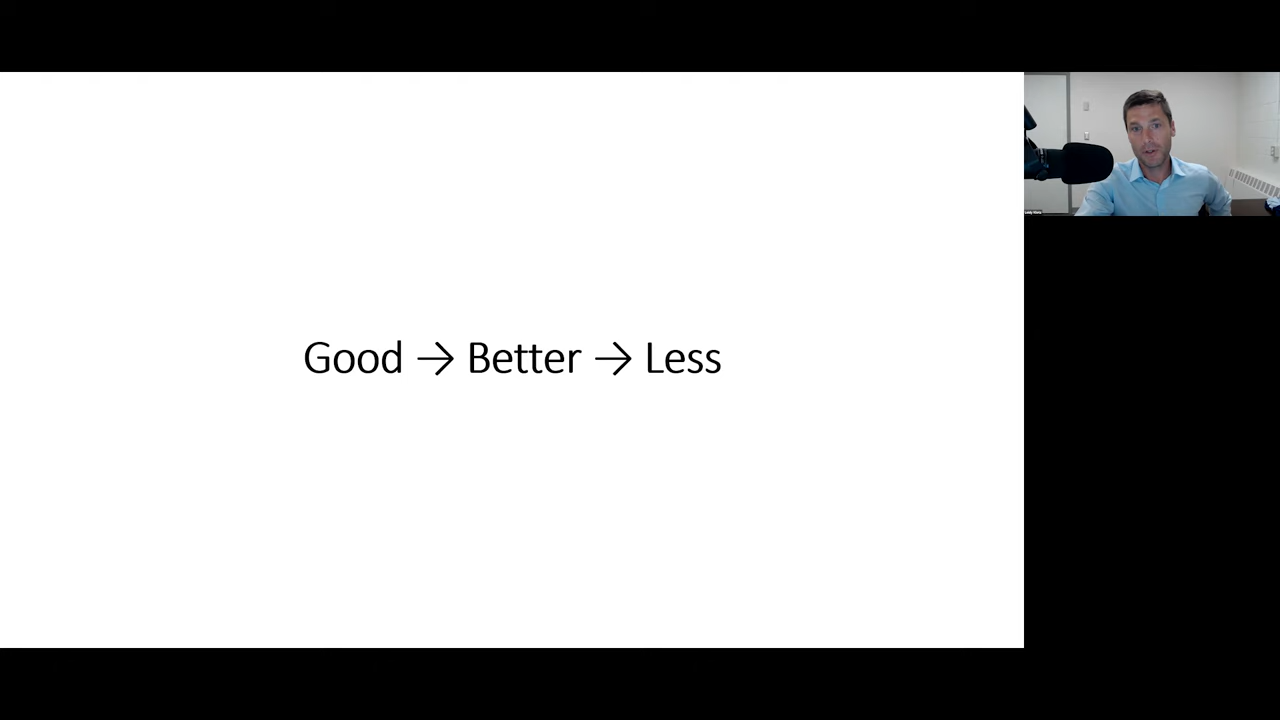 Good → Better → Less